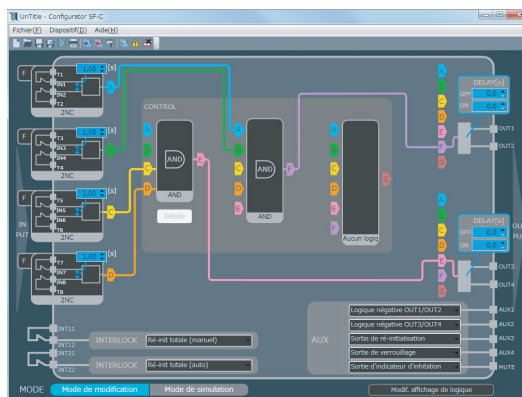 UnTitle - Configurator SF-C
Fichier(F) Dispositif(D) Aide(H)
F T1 1,00 [s]
IN1
IN2
T2
2NC
A
F T3 1,00 [s]
IN3
IN4
T4
2NC
F T5 1,00 [s]
IN5
IN6
T6
2NC
C
F T7 1,00 [s]
IN7
IN8
T8
2NC
D
IN
PUT
CONTROL
A
B
C
D
AND
AND
E
Détails
A
B
C
D
E
AND
AND
F
A
B
C
D
E
F
Aucun logiq
G
A
B
C
D
E
F
G
DELAY[s]
OFF 0,0
ON 0,0
OUT1
OUT2
A
B
C
D
E
F
G
DELAY[s]
OFF 0,0
ON 0,0
OUT3
OUT4
OU
PU
INT11
INT12
INTERLOCK Ré-init totale (manuel)
INT21
INT22
INTERLOCK Ré-init totale (auto)
AUX
Logique négative OUT1/OUT2 AUX1
Logique négative OUT3/OUT4 AUX2
Sortie de ré-initialisation AUX3
Sortie de verrouillage AUX4
Sortie d'indicateur d'inhibition MUTE
MODE Mode de modification Mode de simulation Modif. affichage de logique